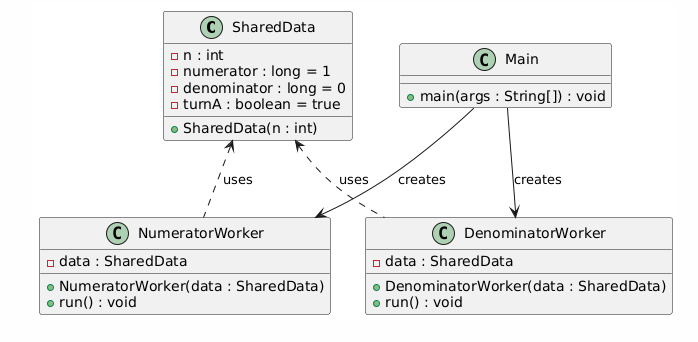 C SharedData
n : int
numerator : long = 1
denominator : long = 0
turnA : boolean = true
SharedData(n : int)
C Main
main(args : String[]) : void
uses
uses
creates
creates
C NumeratorWorker
data : SharedData
NumeratorWorker(data : SharedData)
run() : void
C DenominatorWorker
data : SharedData
DenominatorWorker(data : SharedData)
run() : void